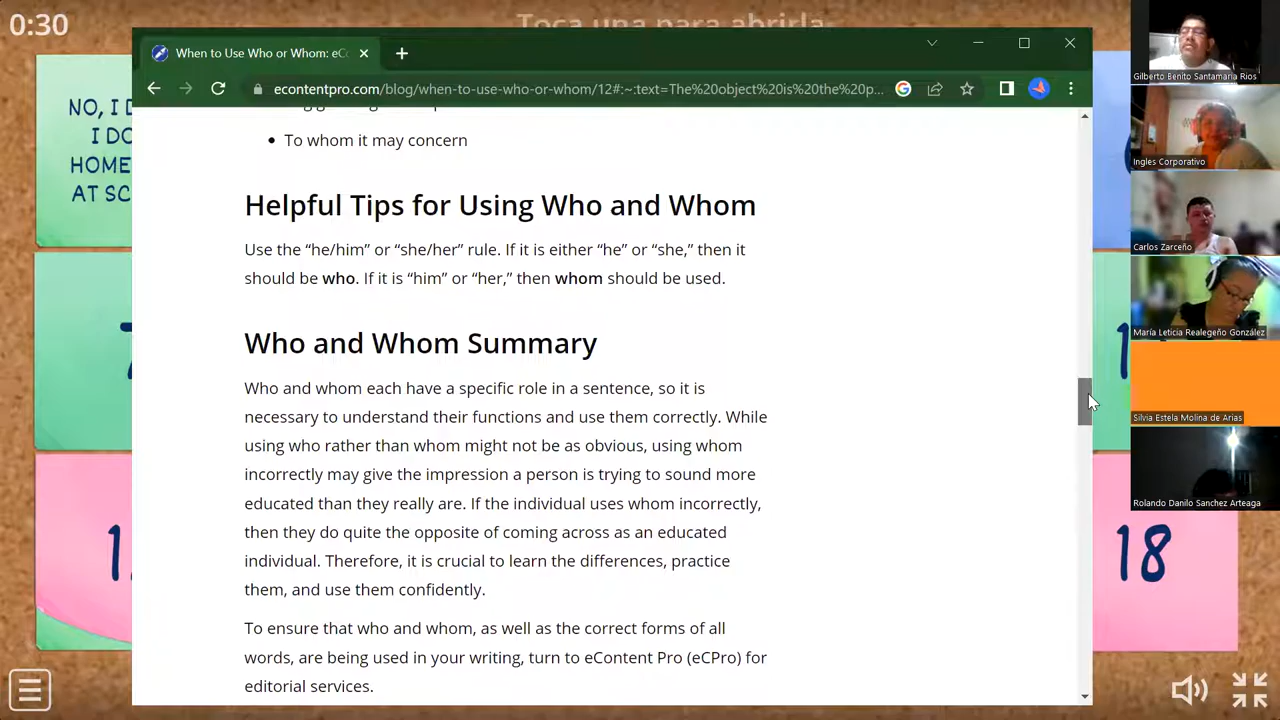 0:30
Toca una para abrirla
When to Use Who or Whom: eCo
econtentpro.com/blog/when-to-use-who-or-whom/12#:~:text=The%20object%20is%20the%20p...
NO, I D
I DO
HOME
AT SC
To whom it may concern
Helpful Tips for Using Who and Whom
Use the “he/him” or “she/her” rule. If it is either “he” or “she,” then it
should be who. If it is “him” or “her,” then whom should be used.
Who and Whom Summary
Who and whom each have a specific role in a sentence, so it is
necessary to understand their functions and use them correctly. While
using who rather than whom might not be as obvious, using whom
incorrectly may give the impression a person is trying to sound more
educated than they really are. If the individual uses whom incorrectly,
then they do quite the opposite of coming across as an educated
individual. Therefore, it is crucial to learn the differences, practice
them, and use them confidently.
To ensure that who and whom, as well as the correct forms of all
words, are being used in your writing, turn to eContent Pro (eCPro) for
editorial services.
18
Gilberto Benito Santamaria Rios
Ingles Corporativo
Carlos Zarceño
María Leticia Realegeño González
Silvia Estela Molina de Arias
Rolando Danilo Sanchez Arteaga